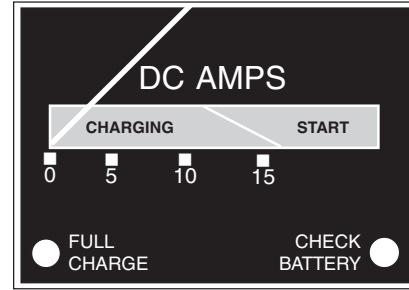 DC AMPS
CHARGING START
0 5 10 15
FULL CHECK
CHARGE BATTERY